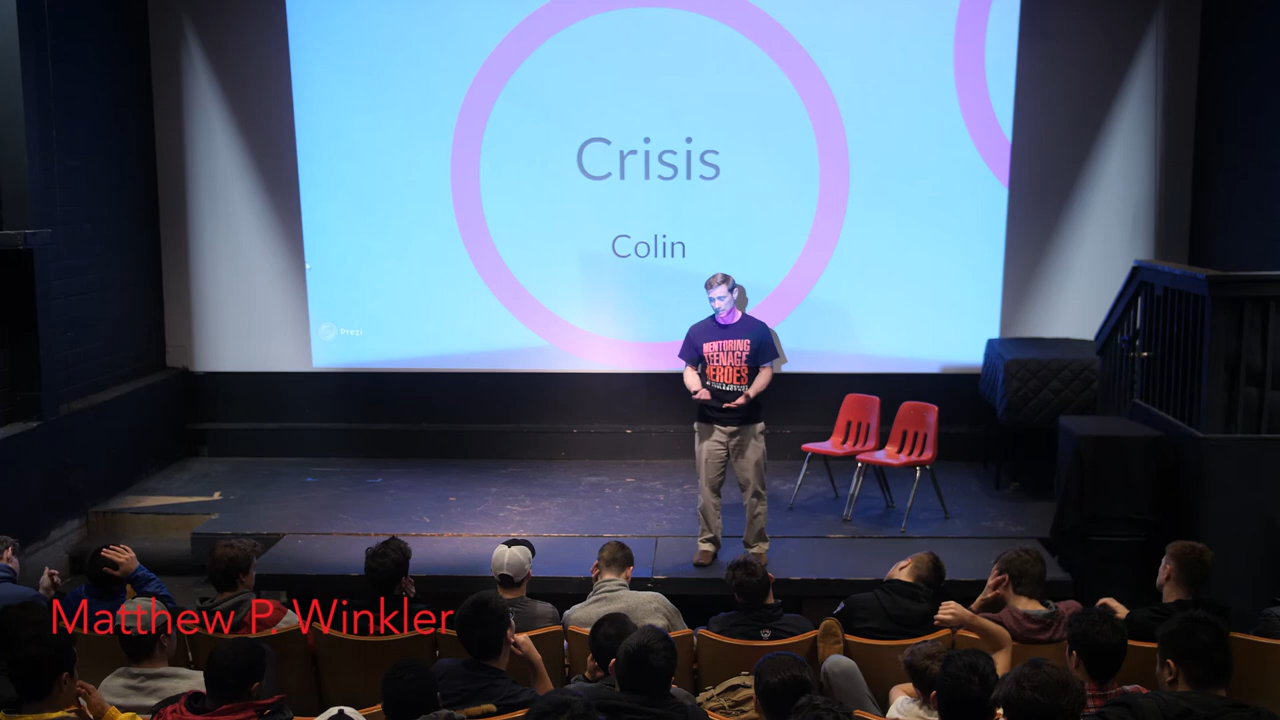 Crisis
Colin
Prezi
MENTORING
TEENAGE
HEROES
Matthew P. Winkler